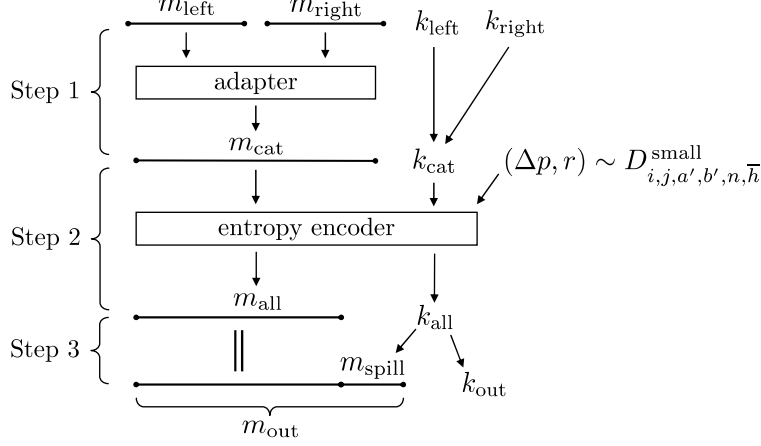 m_left m_right k_left k_right
Step 1
adapter
m_cat k_cat (Δp, r) ∼ D^small_{i,j,a′,b′,n,h̅}
Step 2
entropy encoder
m_all k_all
Step 3
m_spill k_out
m_out